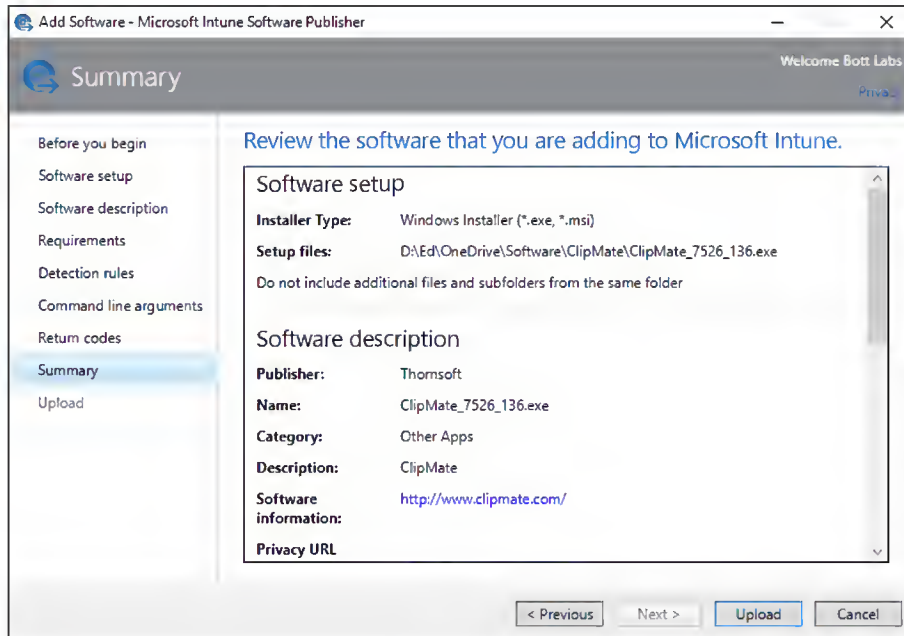 Add Software - Microsoft Intune Software Publisher
Summary
Welcome Bott Labs
Before you begin
Software setup
Software description
Requirements
Detection rules
Command line arguments
Return codes
Summary
Upload
Review the software that you are adding to Microsoft Intune.
Software setup
Installer Type: Windows Installer (*.exe, *.msi)
Setup files: D:\Ed\OneDrive\Software\ClipMate\ClipMate_7526_136.exe
Do not include additional files and subfolders from the same folder
Software description
Publisher: Thornsoft
Name: ClipMate_7526_136.exe
Category: Other Apps
Description: ClipMate
Software http://www.clipmate.com/
information:
Privacy URL
< Previous Next > Upload Cancel